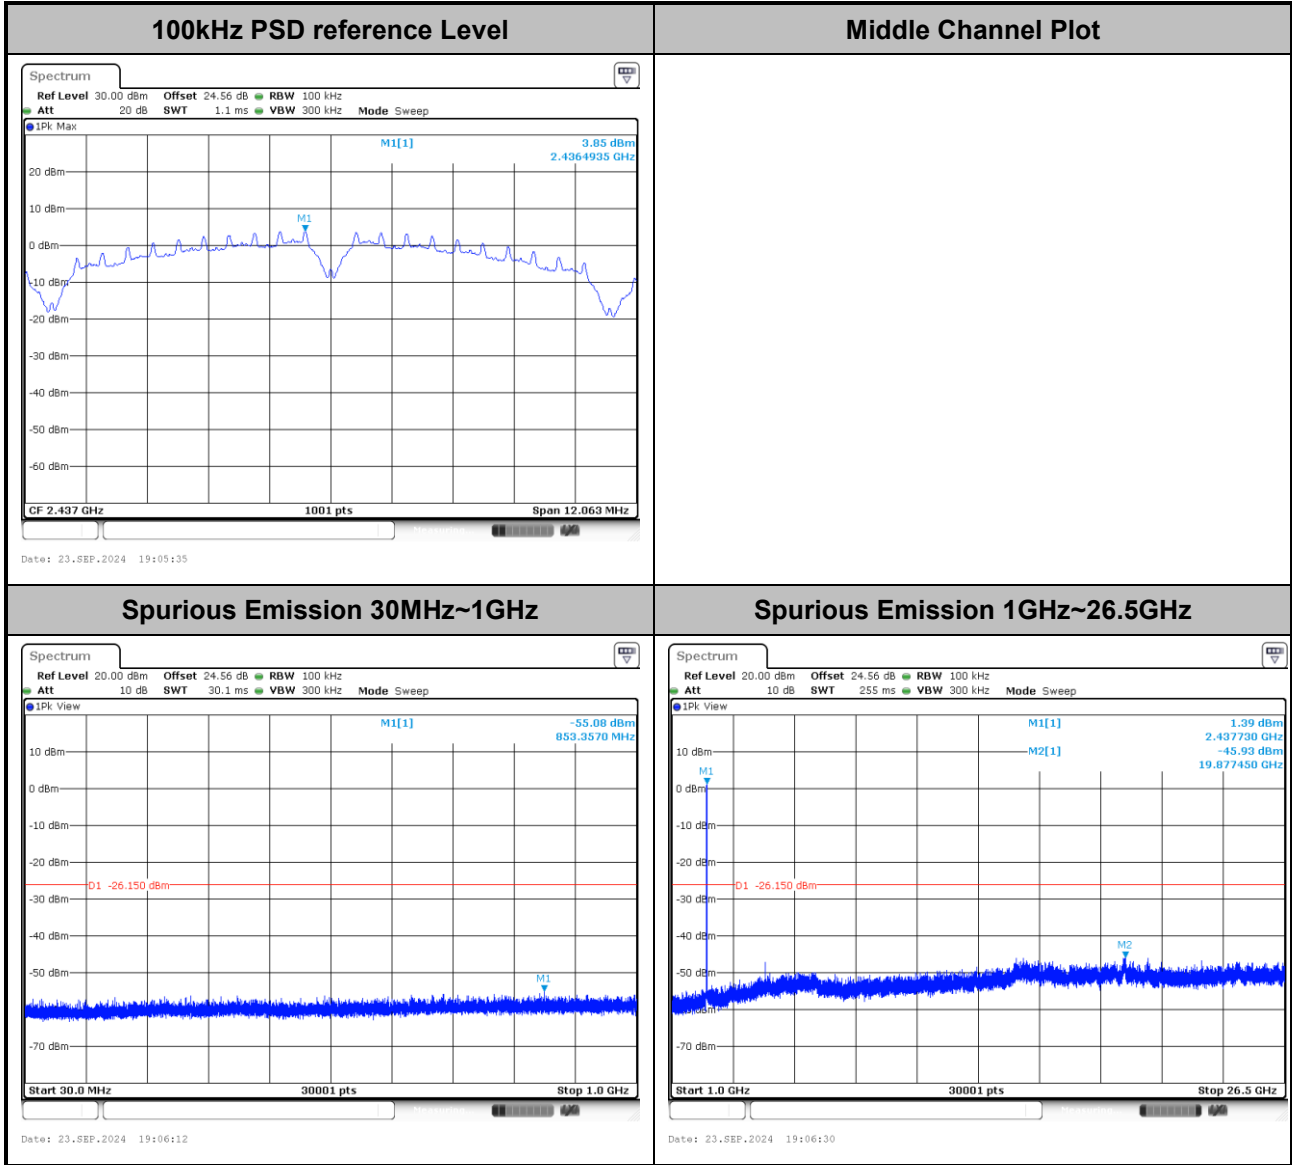 100kHz PSD reference Level
Middle Channel Plot
Spectrum
Ref Level 30.00 dBm Offset 24.56 dB RBW 100 kHz
Att 20 dB SWT 1.1 ms VBW 300 kHz Mode Sweep
1Pk Max
M1[1] 3.85 dBm
2.4364935 GHz
20 dBm
10 dBm
M1
0 dBm
-10 dBm
-20 dBm
-30 dBm
-40 dBm
-50 dBm
-60 dBm
CF 2.437 GHz 1001 pts Span 12.063 MHz
Date: 23.SEP.2024 19:05:35
Spurious Emission 30MHz~1GHz
Spurious Emission 1GHz~26.5GHz
Spectrum
Ref Level 20.00 dBm Offset 24.56 dB RBW 100 kHz
Att 10 dB SWT 30.1 ms VBW 300 kHz Mode Sweep
1Pk View
M1[1] -55.08 dBm
853.3570 MHz
10 dBm
0 dBm
-10 dBm
-20 dBm
D1 -26.150 dBm
-30 dBm
-40 dBm
-50 dBm
M1
-70 dBm
Start 30.0 MHz 30001 pts Stop 1.0 GHz
Date: 23.SEP.2024 19:06:12
Spectrum
Ref Level 20.00 dBm Offset 24.56 dB RBW 100 kHz
Att 10 dB SWT 255 ms VBW 300 kHz Mode Sweep
1Pk View
M1[1] 1.39 dBm
2.437730 GHz
10 dBm M2[1] -45.93 dBm
19.877450 GHz
M1
0 dBm
-10 dBm
-20 dBm
D1 -26.150 dBm
-30 dBm
-40 dBm
M2
-50 dBm
-70 dBm
Start 1.0 GHz 30001 pts Stop 26.5 GHz
Date: 23.SEP.2024 19:06:30